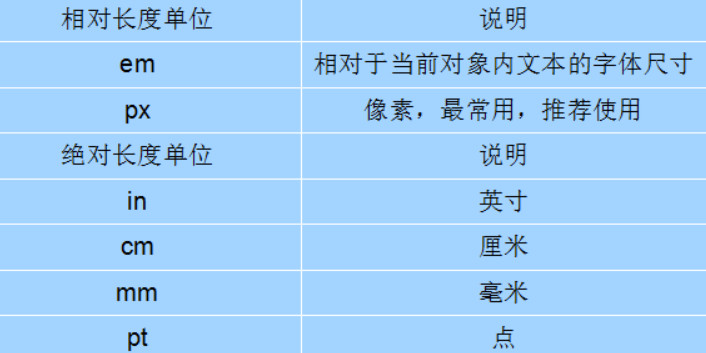 相对长度单位 说明
em 相对于当前对象内文本的字体尺寸
px 像素，最常用，推荐使用
绝对长度单位 说明
in 英寸
cm 厘米
mm 毫米
pt 点